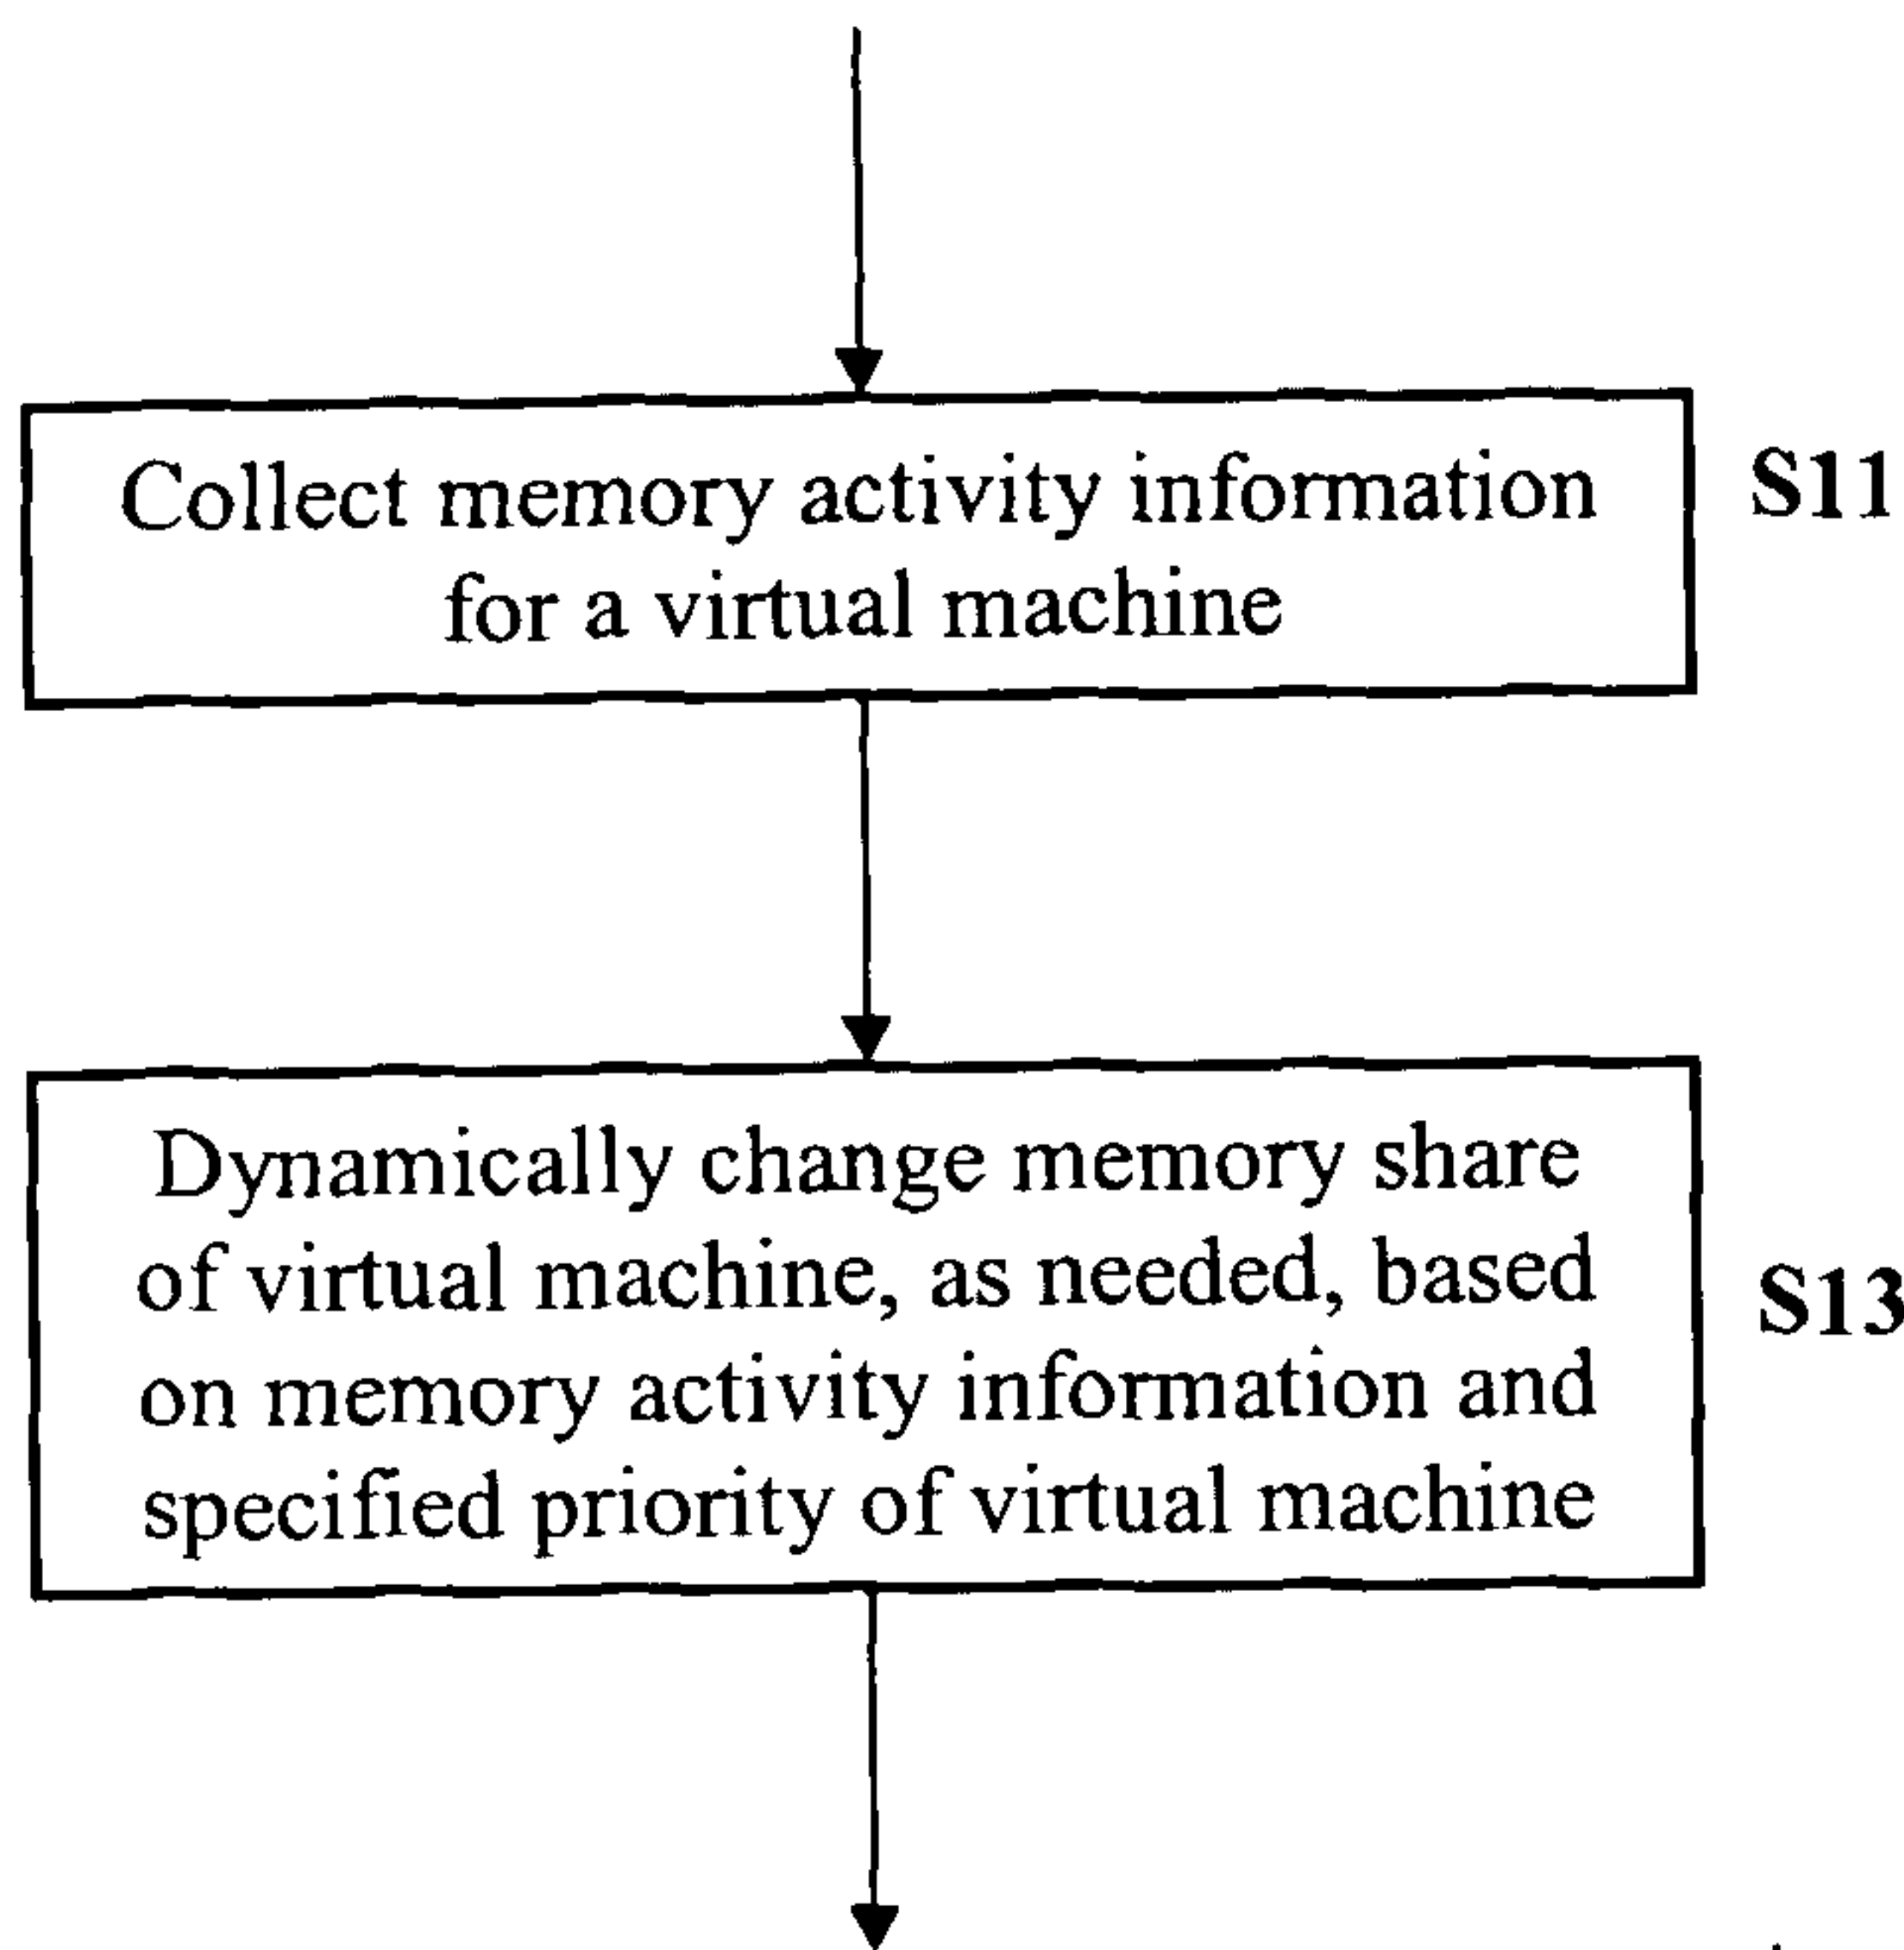 Collect memory activity information
for a virtual machine
S11
Dynamically change memory share
of virtual machine, as needed, based
on memory activity information and
specified priority of virtual machine
S13